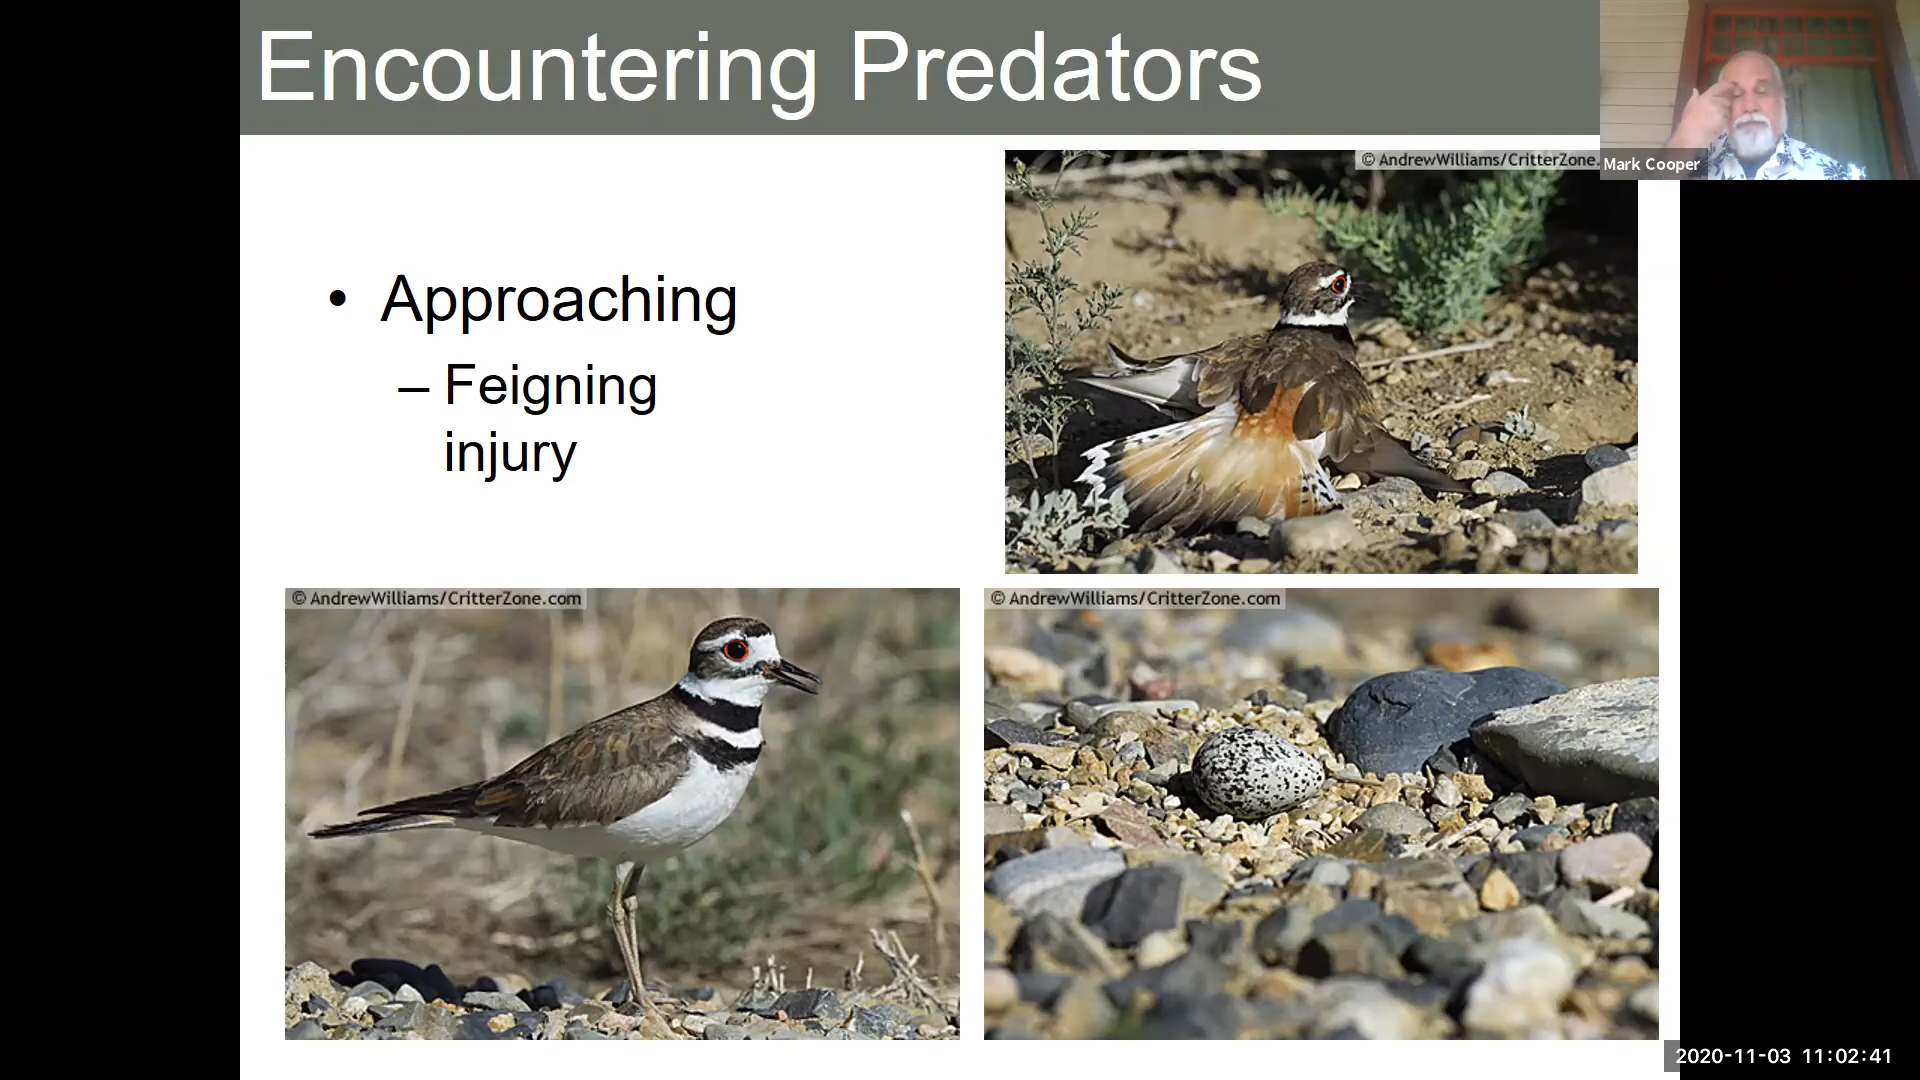 Encountering Predators
© AndrewWilliams/CritterZone.
Mark Cooper
• Approaching
– Feigning
injury
© AndrewWilliams/CritterZone.com
© AndrewWilliams/CritterZone.com
2020-11-03 11:02:41